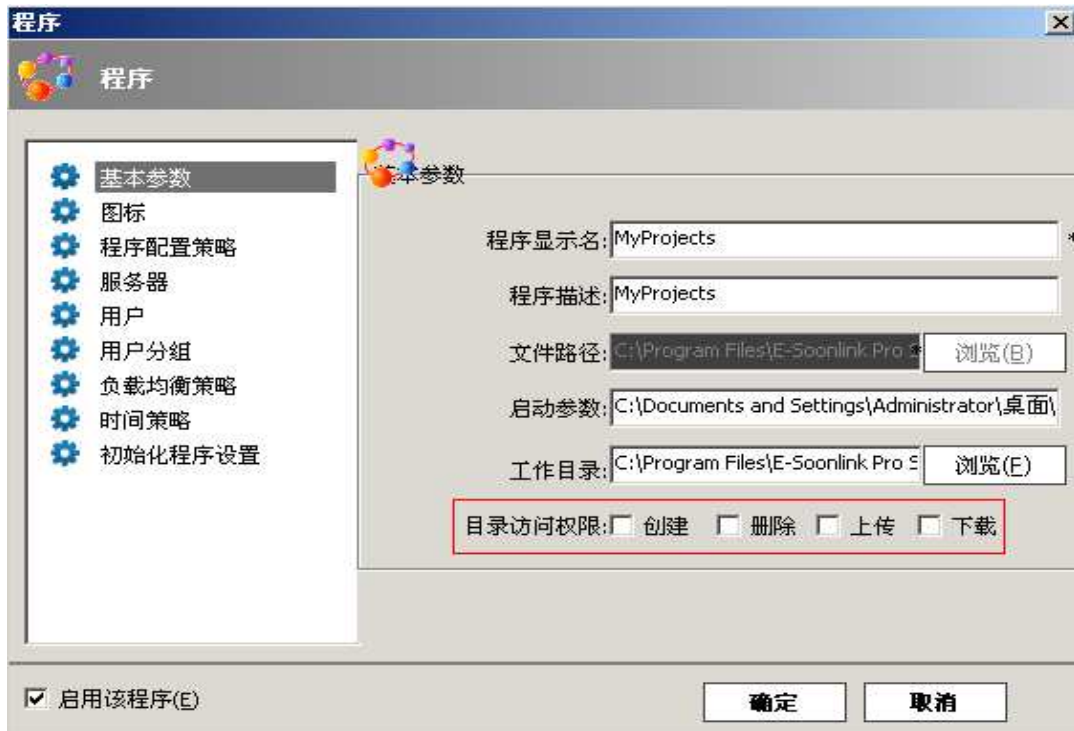 程序
程序
基本参数
图标
程序配置策略
服务器
用户
用户分组
负载均衡策略
时间策略
初始化程序设置
基本参数
程序显示名: MyProjects *
程序描述: MyProjects
文件路径: C:\Program Files\E-Soonlink Pro S * 浏览(B)
启动参数: C:\Documents and Settings\Administrator\桌面\
工作目录: C:\Program Files\E-Soonlink Pro S 浏览(F)
目录访问权限: 创建 删除 上传 下载
启用该程序(E)
确定 取消